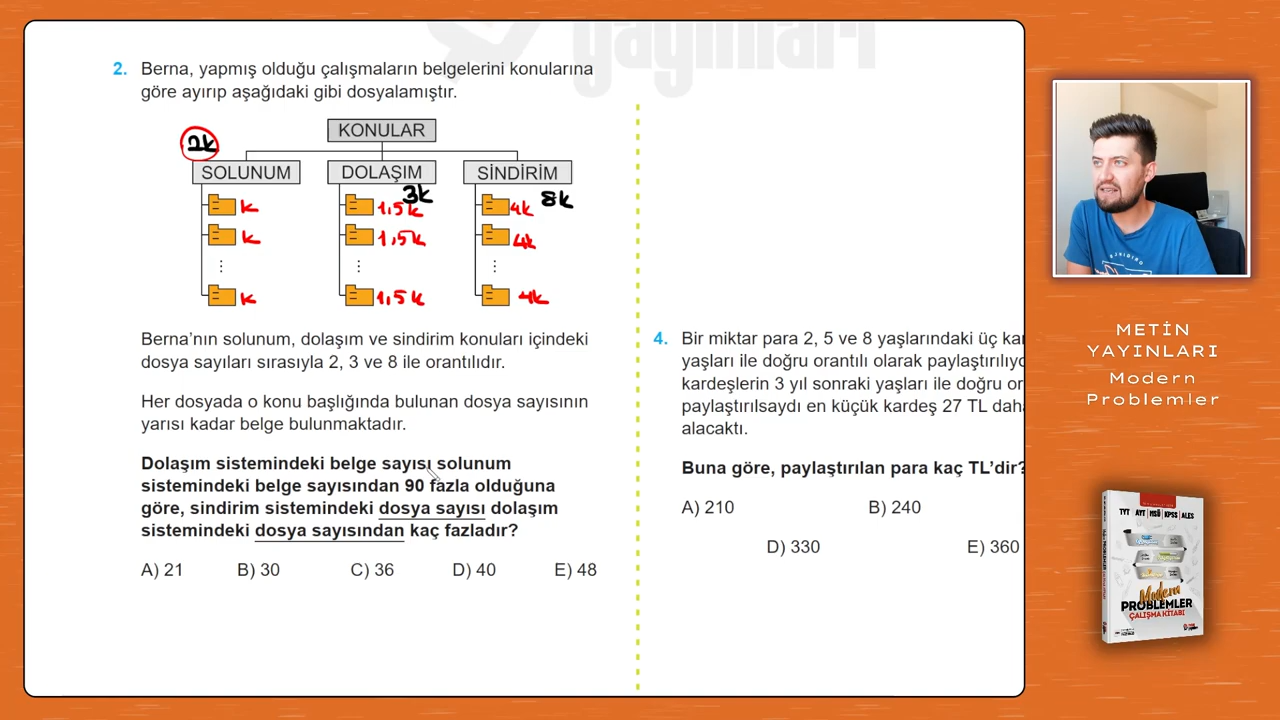 yayınları
2. Berna, yapmış olduğu çalışmaların belgelerini konularına
göre ayırıp aşağıdaki gibi dosyalamıştır.
KONULAR
2k
SOLUNUM DOLAŞIM SİNDİRİM
3k 8k
k 1,5k 4k
k 1,5k 4k
k 1,5k 4k
Berna'nın solunum, dolaşım ve sindirim konuları içindeki
dosya sayıları sırasıyla 2, 3 ve 8 ile orantılıdır.
Her dosyada o konu başlığında bulunan dosya sayısının
yarısı kadar belge bulunmaktadır.
Dolaşım sistemindeki belge sayısı solunum
sistemindeki belge sayısından 90 fazla olduğuna
göre, sindirim sistemindeki dosya sayısı dolaşım
sistemindeki dosya sayısından kaç fazladır?
A) 21 B) 30 C) 36 D) 40 E) 48
4. Bir miktar para 2, 5 ve 8 yaşlarındaki üç kar
yaşları ile doğru orantılı olarak paylaştırılıyo
kardeşlerin 3 yıl sonraki yaşları ile doğru or
paylaştırılsaydı en küçük kardeş 27 TL daha
alacaktı.
Buna göre, paylaştırılan para kaç TL'dir?
A) 210 B) 240
D) 330 E) 360
METİN
YAYINLARI
Modern
Problemler
TYT AYT MSÜ KPSS ALES
Modern
PROBLEMLER
ÇALIŞMA KİTABI